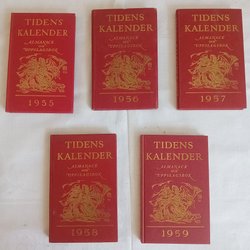 TIDENS
KALENDER
ALMANACK
OCH
UPPSLAGSBOK
1955
TIDENS
KALENDER
ALMANACK
OCH
UPPSLAGSBOK
1956
TIDENS
KALENDER
ALMANACK
OCH
UPPSLAGSBOK
1957
TIDENS
KALENDER
ALMANACK
OCH
UPPSLAGSBOK
1958
TIDENS
KALENDER
ALMANACK
OCH
UPPSLAGSBOK
1959